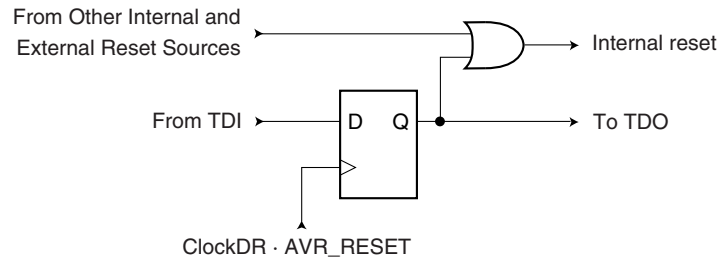 From Other Internal and
External Reset Sources
Internal reset
From TDI
D
Q
To TDO
ClockDR · AVR_RESET